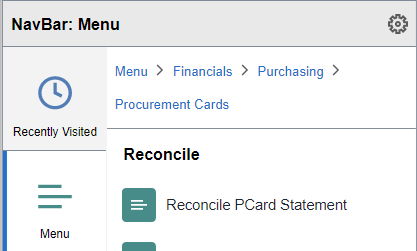 NavBar: Menu
Recently Visited
Menu
Menu > Financials > Purchasing >
Procurement Cards
Reconcile
Reconcile PCard Statement